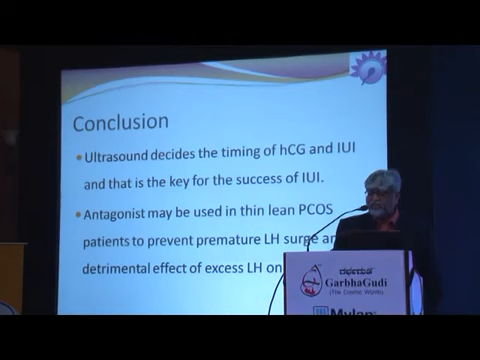 Conclusion
Ultrasound decides the timing of hCG and IUI
and that is the key for the success of IUI.
Antagonist may be used in thin lean PCOS
patients to prevent premature LH surge
detrimental effect of excess LH on
ಗರ್ಭಗುಡಿ
GarbhaGudi
(The Cosmic Womb)
Mylan